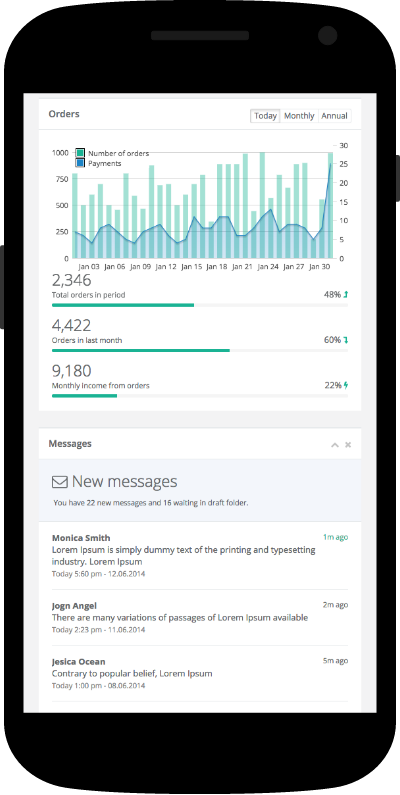 Orders
Today Monthly Annual
Number of orders
Payments
1000
750
500
250
0
30
25
20
15
10
5
0
Jan 03 Jan 06 Jan 09 Jan 12 Jan 15 Jan 18 Jan 21 Jan 24 Jan 27 Jan 30
2,346
Total orders in period 48%
4,422
Orders in last month 60%
9,180
Monthly income from orders 22%
Messages
New messages
You have 22 new messages and 16 waiting in draft folder.
Monica Smith 1m ago
Lorem Ipsum is simply dummy text of the printing and typesetting
industry. Lorem Ipsum
Today 5:60 pm - 12.06.2014
Jogn Angel 2m ago
There are many variations of passages of Lorem Ipsum available
Today 2:23 pm - 11.06.2014
Jesica Ocean 5m ago
Contrary to popular belief, Lorem Ipsum
Today 1:00 pm - 08.06.2014